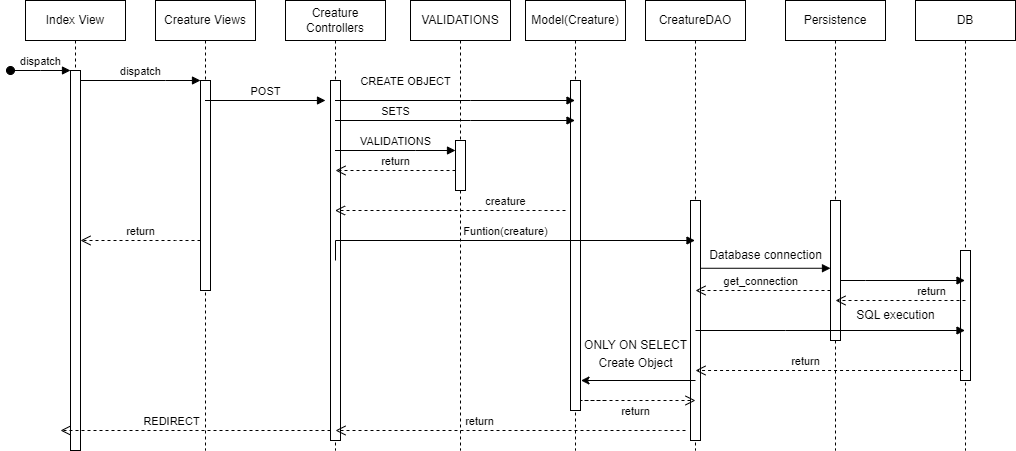 Index View
Creature Views
Creature
Controllers
VALIDATIONS
Model(Creature)
CreatureDAO
Persistence
DB
dispatch
dispatch
POST
CREATE OBJECT
SETS
VALIDATIONS
return
creature
return
Funtion(creature)
Database connection
get_connection
return
SQL execution
ONLY ON SELECT
Create Object
return
return
REDIRECT
return